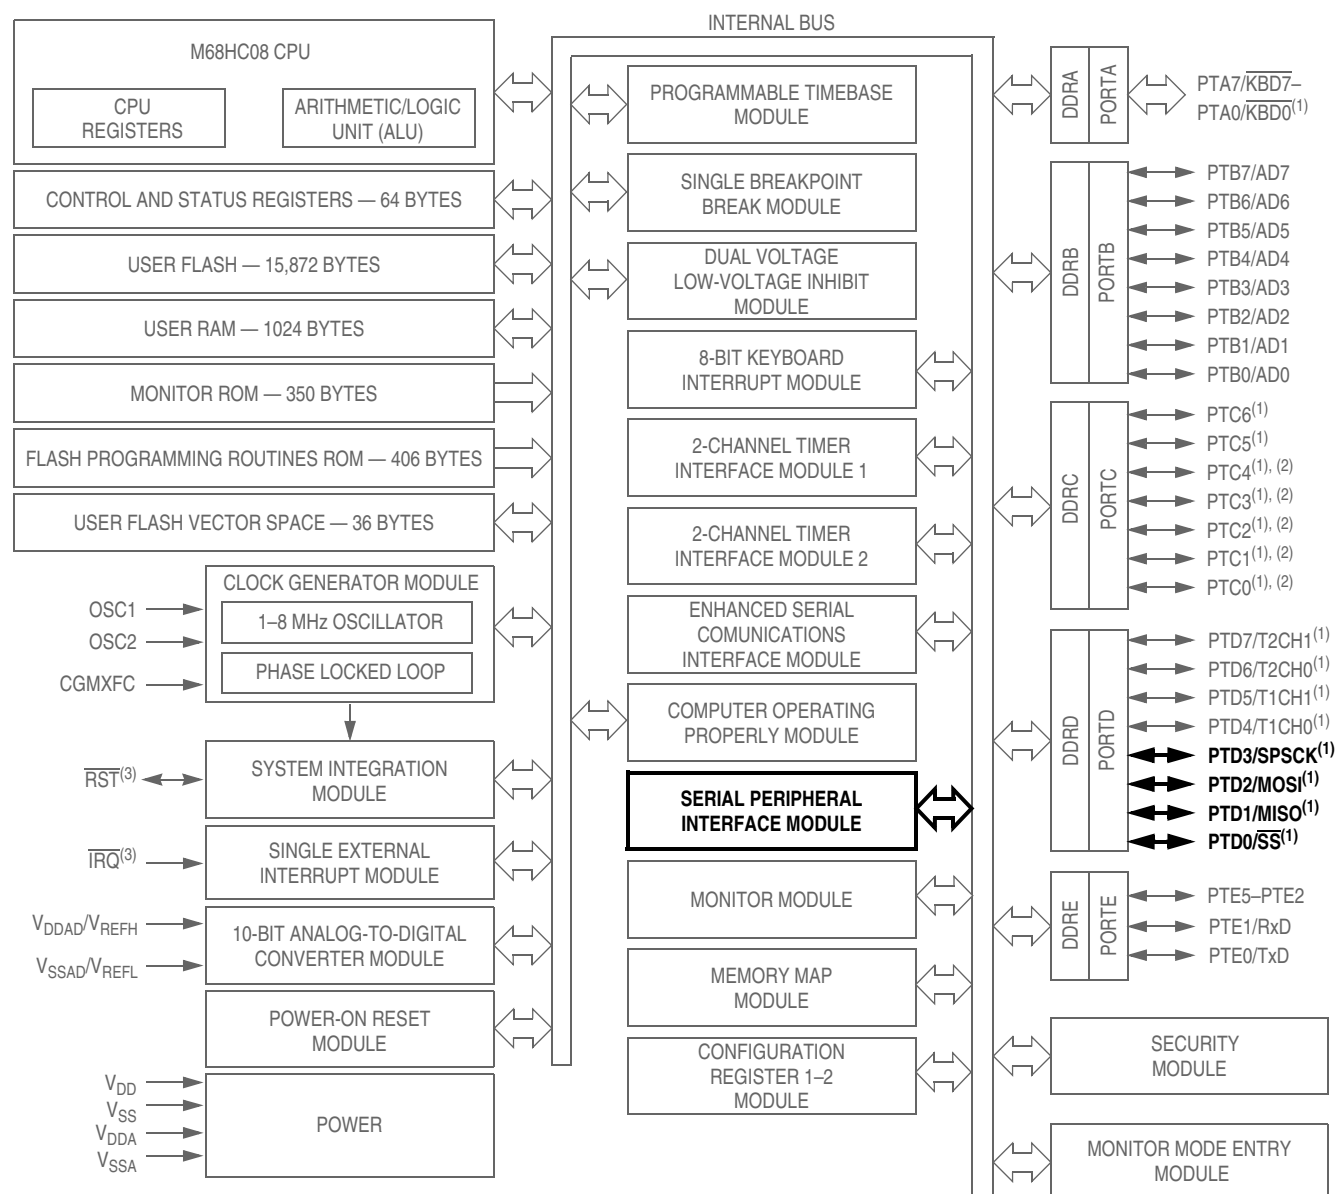 INTERNAL BUS
M68HC08 CPU
CPU
REGISTERS
ARITHMETIC/LOGIC
UNIT (ALU)
CONTROL AND STATUS REGISTERS — 64 BYTES
USER FLASH — 15,872 BYTES
USER RAM — 1024 BYTES
MONITOR ROM — 350 BYTES
FLASH PROGRAMMING ROUTINES ROM — 406 BYTES
USER FLASH VECTOR SPACE — 36 BYTES
CLOCK GENERATOR MODULE
1–8 MHz OSCILLATOR
PHASE LOCKED LOOP
OSC1
OSC2
CGMXFC
SYSTEM INTEGRATION
MODULE
RST(3)
SINGLE EXTERNAL
INTERRUPT MODULE
IRQ(3)
10-BIT ANALOG-TO-DIGITAL
CONVERTER MODULE
VDDAD/VREFH
VSSAD/VREFL
POWER-ON RESET
MODULE
POWER
VDD
VSS
VDDA
VSSA
PROGRAMMABLE TIMEBASE
MODULE
SINGLE BREAKPOINT
BREAK MODULE
DUAL VOLTAGE
LOW-VOLTAGE INHIBIT
MODULE
8-BIT KEYBOARD
INTERRUPT MODULE
2-CHANNEL TIMER
INTERFACE MODULE 1
2-CHANNEL TIMER
INTERFACE MODULE 2
ENHANCED SERIAL
COMUNICATIONS
INTERFACE MODULE
COMPUTER OPERATING
PROPERLY MODULE
SERIAL PERIPHERAL
INTERFACE MODULE
MONITOR MODULE
MEMORY MAP
MODULE
CONFIGURATION
REGISTER 1–2
MODULE
DDRA
PORTA
PTA7/KBD7–
PTA0/KBD0(1)
DDRB
PORTB
PTB7/AD7
PTB6/AD6
PTB5/AD5
PTB4/AD4
PTB3/AD3
PTB2/AD2
PTB1/AD1
PTB0/AD0
DDRC
PORTC
PTC6(1)
PTC5(1)
PTC4(1), (2)
PTC3(1), (2)
PTC2(1), (2)
PTC1(1), (2)
PTC0(1), (2)
DDRD
PORTD
PTD7/T2CH1(1)
PTD6/T2CH0(1)
PTD5/T1CH1(1)
PTD4/T1CH0(1)
PTD3/SPSCK(1)
PTD2/MOSI(1)
PTD1/MISO(1)
PTD0/SS(1)
DDRE
PORTE
PTE5–PTE2
PTE1/RxD
PTE0/TxD
SECURITY
MODULE
MONITOR MODE ENTRY
MODULE